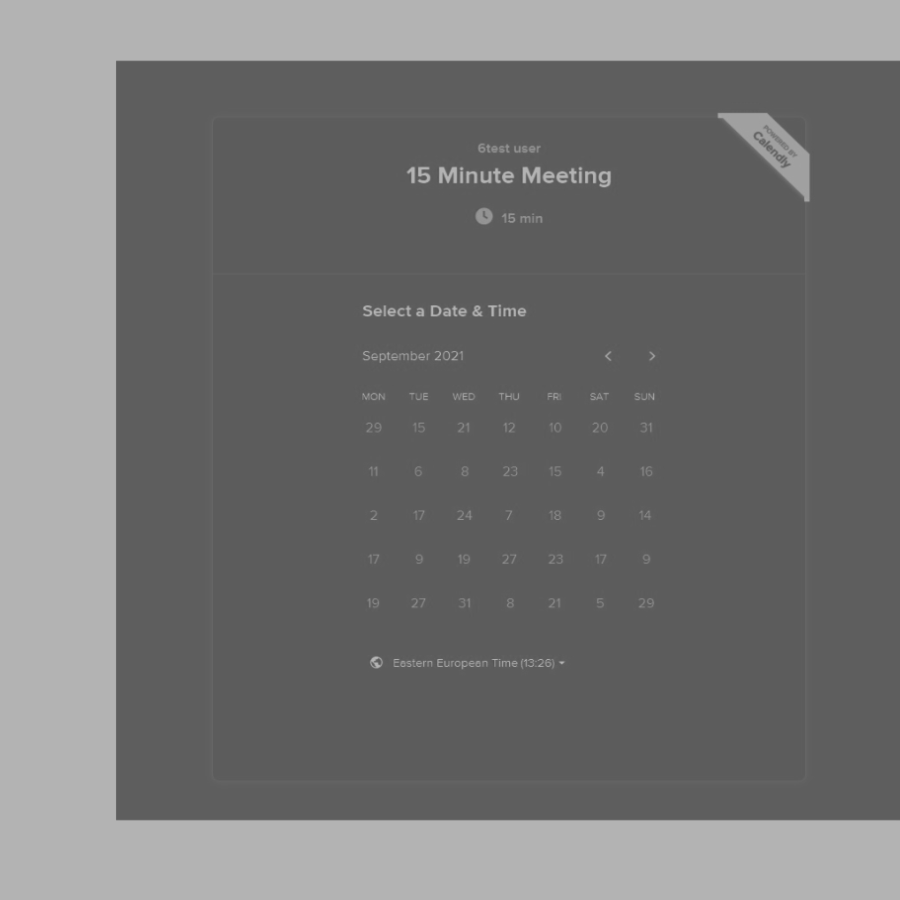 POWERED BY
Calendly
6test user
15 Minute Meeting
15 min
Select a Date & Time
September 2021
MON TUE WED THU FRI SAT SUN
29 15 21 12 10 20 31
11 6 8 23 15 4 16
2 17 24 7 18 9 14
17 9 19 27 23 17 9
19 27 31 8 21 5 29
Eastern European Time (13:26)